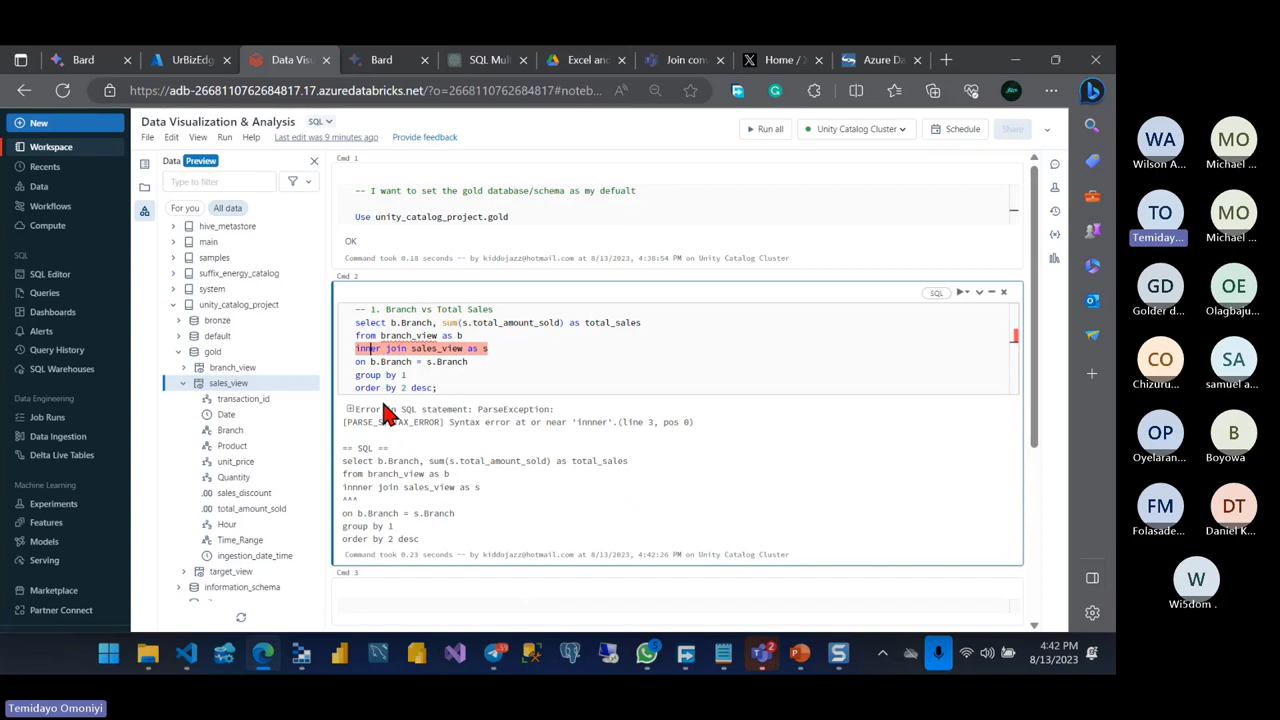 Bard
UrBizEdg
Data Vis
Bard
SQL Mult
Excel and
Join com
Home / X
Azure Da
https://adb-2668110762684717.17.azuredatabricks.net/?o=2668110762684717#noteb...
New
Workspace
Recents
Data
Workflows
Compute
SQL
SQL Editor
Queries
Dashboards
Alerts
Query History
SQL Warehouses
Data Engineering
Job Runs
Data Ingestion
Delta Live Tables
Machine Learning
Experiments
Features
Models
Serving
Marketplace
Partner Connect
Data Visualization & Analysis
SQL
File Edit View Run Help Last edit was 9 minutes ago Provide feedback
Run all
Unity Catalog Cluster
Schedule
Share
Data Preview
Type to filter
For you
All data
hive_metastore
main
samples
suffix_energy_catalog
system
unity_catalog_project
bronze
default
gold
branch_view
sales_view
transaction_id
Date
Branch
Product
unit_price
Quantity
sales_discount
total_amount_sold
Hour
Time_Range
ingestion_date_time
target_view
information_schema
Cmd 1
-- I want to set the gold database/schema as my defualt
Use unity_catalog_project.gold
OK
Command took 0.18 seconds -- by kiddojazz@hotmail.com at 8/13/2023, 4:38:54 PM on Unity Catalog Cluster
Cmd 2
SQL
-- 1. Branch vs Total Sales
select b.Branch, sum(s.total_amount_sold) as total_sales
from branch_view as b
inner join sales_view as s
on b.Branch = s.Branch
group by 1
order by 2 desc;
Error in SQL statement: ParseException:
[PARSE_SYNTAX_ERROR] Syntax error at or near 'innner'.(line 3, pos 0)
== SQL ==
select b.Branch, sum(s.total_amount_sold) as total_sales
from branch_view as b
innner join sales_view as s
^^^
on b.Branch = s.Branch
group by 1
order by 2 desc
Command took 0.23 seconds -- by kiddojazz@hotmail.com at 8/13/2023, 4:42:26 PM on Unity Catalog Cluster
Cmd 3
4:42 PM
8/13/2023
WA
Wilson A...
MO
Michael ...
TO
Temiday...
MO
Michael ...
GD
Golder d...
OE
Olagbaju...
CO
Chizuru...
SA
samuel a...
OP
Oyelaran...
B
Boyowa
FM
Folasade...
DT
Daniel K...
W
Wi5dom .
Temidayo Omoniyi